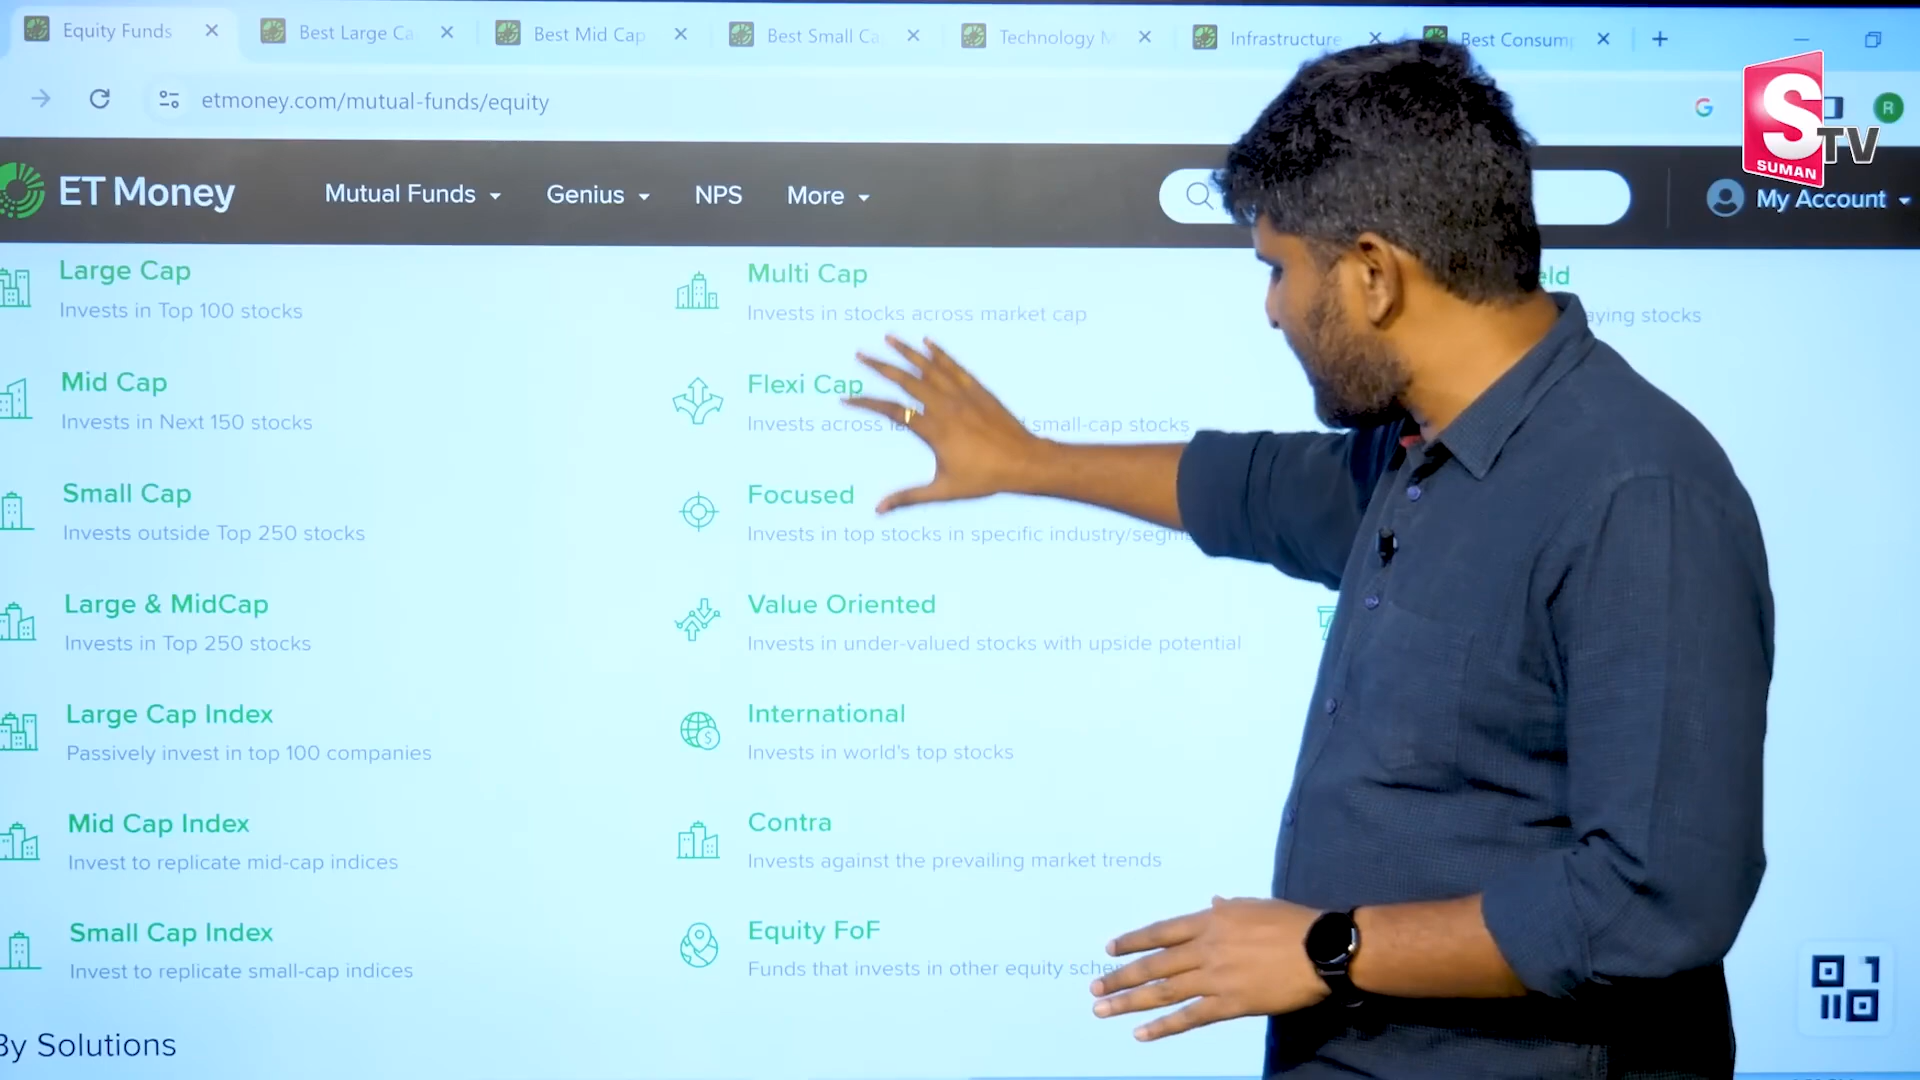 Equity Funds
Best Large Ca
Best Mid Cap
Best Small Ca
Technology M
Infrastructure
Best Consum
etmoney.com/mutual-funds/equity
G
R
S TV
SUMAN
ET Money
Mutual Funds
Genius
NPS
More
My Account
Large Cap
Invests in Top 100 stocks
Mid Cap
Invests in Next 150 stocks
Small Cap
Invests outside Top 250 stocks
Large & MidCap
Invests in Top 250 stocks
Large Cap Index
Passively invest in top 100 companies
Mid Cap Index
Invest to replicate mid-cap indices
Small Cap Index
Invest to replicate small-cap indices
Multi Cap
Invests in stocks across market cap
Flexi Cap
Invests across small-cap stocks
Focused
Invests in top stocks in specific industry/segm
Value Oriented
Invests in under-valued stocks with upside potential
International
Invests in world's top stocks
Contra
Invests against the prevailing market trends
Equity FoF
Funds that invests in other equity sche
eld
aying stocks
By Solutions